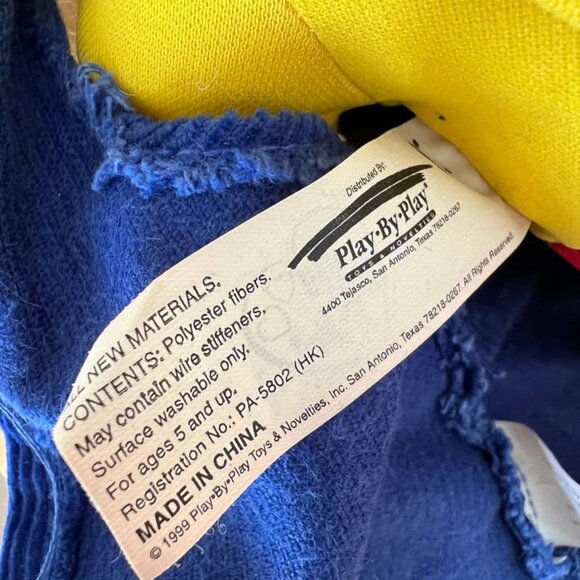 Distributed By:
Play·By·Play®
TOYS & NOVELTIES
4400 Tejasco, San Antonio, Texas 78218-0267
ALL NEW MATERIALS.
CONTENTS: Polyester fibers.
May contain wire stiffeners,
Surface washable only.
For ages 5 and up.
Registration No.: PA-5802 (HK)
MADE IN CHINA
© 1999 Play•By•Play Toys & Novelties, Inc. San Antonio, Texas 78218-0267. All Rights Reserved.